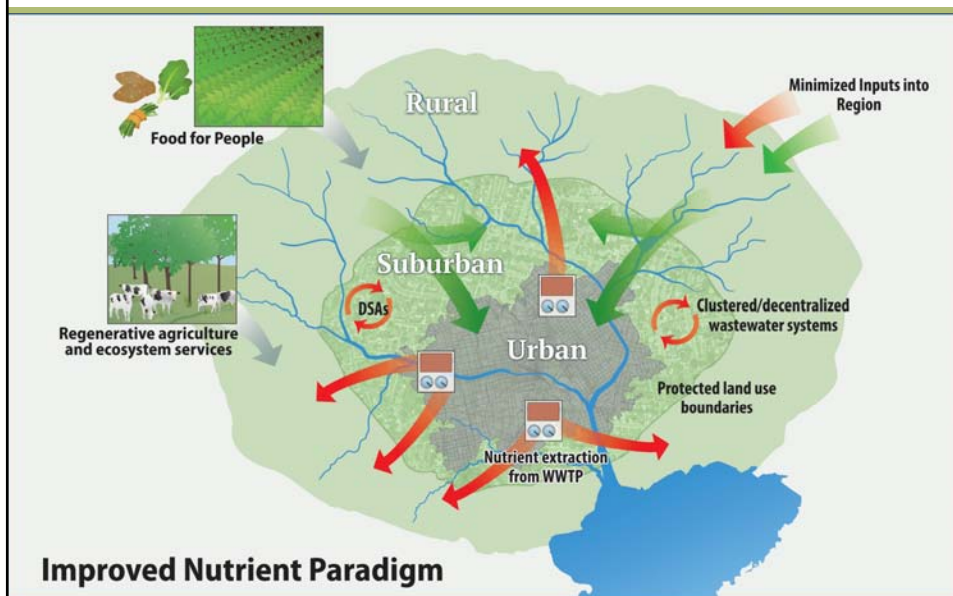 Rural
Minimized Inputs into
Region
Food for People
Suburban
DSAs
Clustered/decentralized
wastewater systems
Regenerative agriculture
and ecosystem services
Urban
Protected land use
boundaries
Nutrient extraction
from WWTP
Improved Nutrient Paradigm